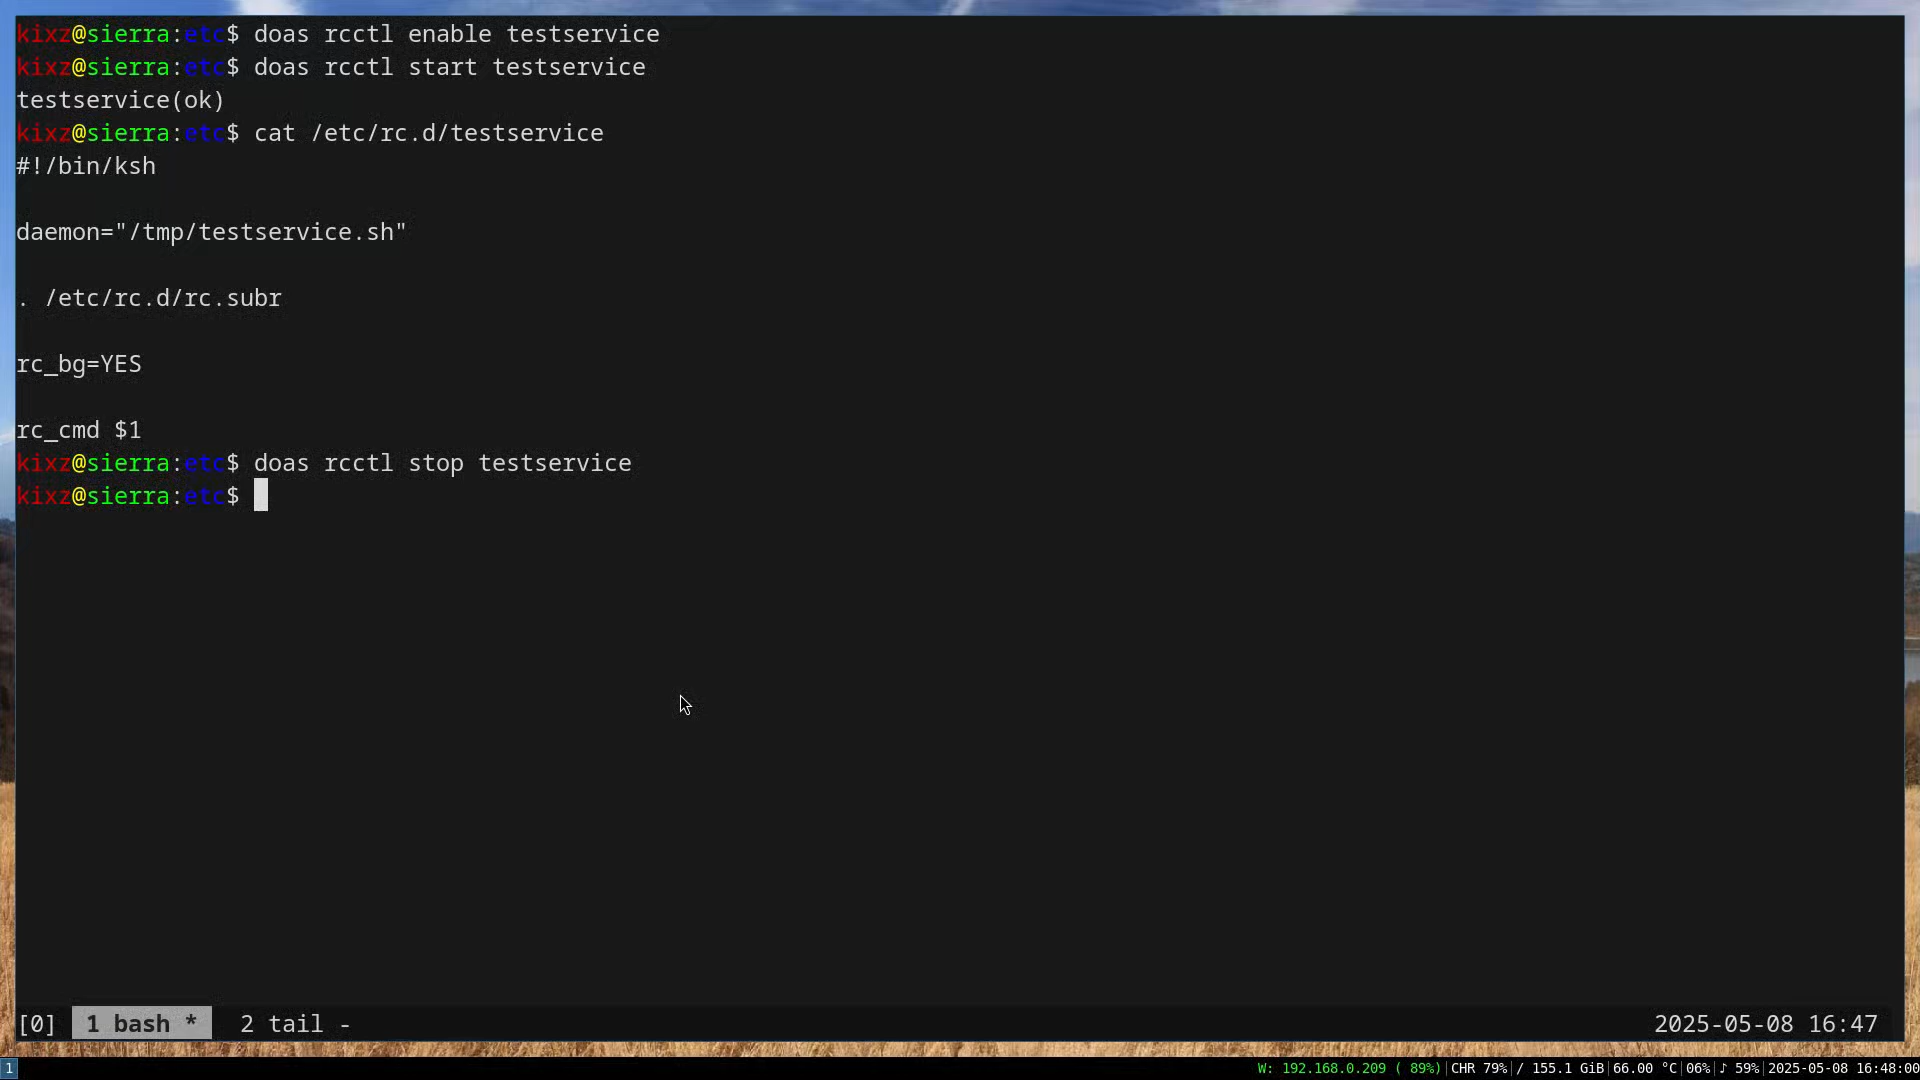 kixz@sierra:etc$ doas rcctl enable testservice
kixz@sierra:etc$ doas rcctl start testservice
testservice(ok)
kixz@sierra:etc$ cat /etc/rc.d/testservice
#!/bin/ksh
daemon="/tmp/testservice.sh"
. /etc/rc.d/rc.subr
rc_bg=YES
rc_cmd $1
kixz@sierra:etc$ doas rcctl stop testservice
kixz@sierra:etc$
[0] 1 bash * 2 tail - 2025-05-08 16:47
1 W: 192.168.0.209 ( 89%)|CHR 79%|/ 155.1 GiB|66.00 °C|06%|♪ 59%|2025-05-08 16:48:00